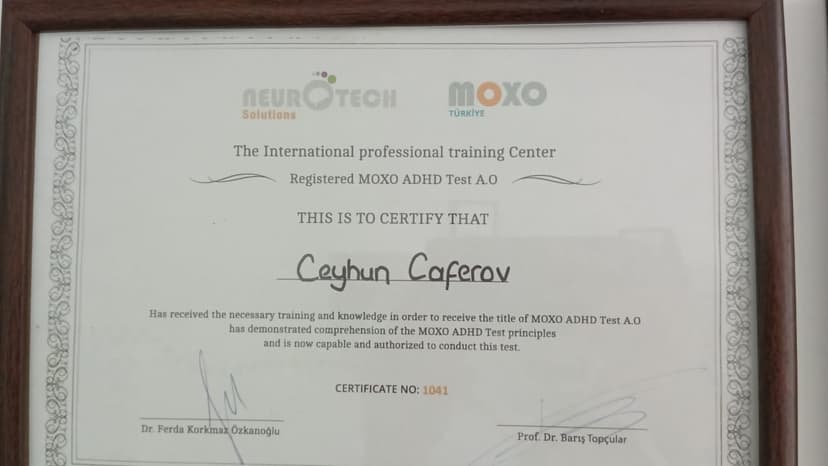 NEUROTECH
Solutions
MOXO
TÜRKİYE
The International professional training Center
Registered MOXO ADHD Test A.O
THIS IS TO CERTIFY THAT
Ceyhun Caferov
Has received the necessary training and knowledge in order to receive the title of MOXO ADHD Test A.O
has demonstrated comprehension of the MOXO ADHD Test principles
and is now capable and authorized to conduct this test.
CERTIFICATE NO: 1041
Dr. Ferda Korkmaz Özkanoğlu
Prof. Dr. Barış Topçular